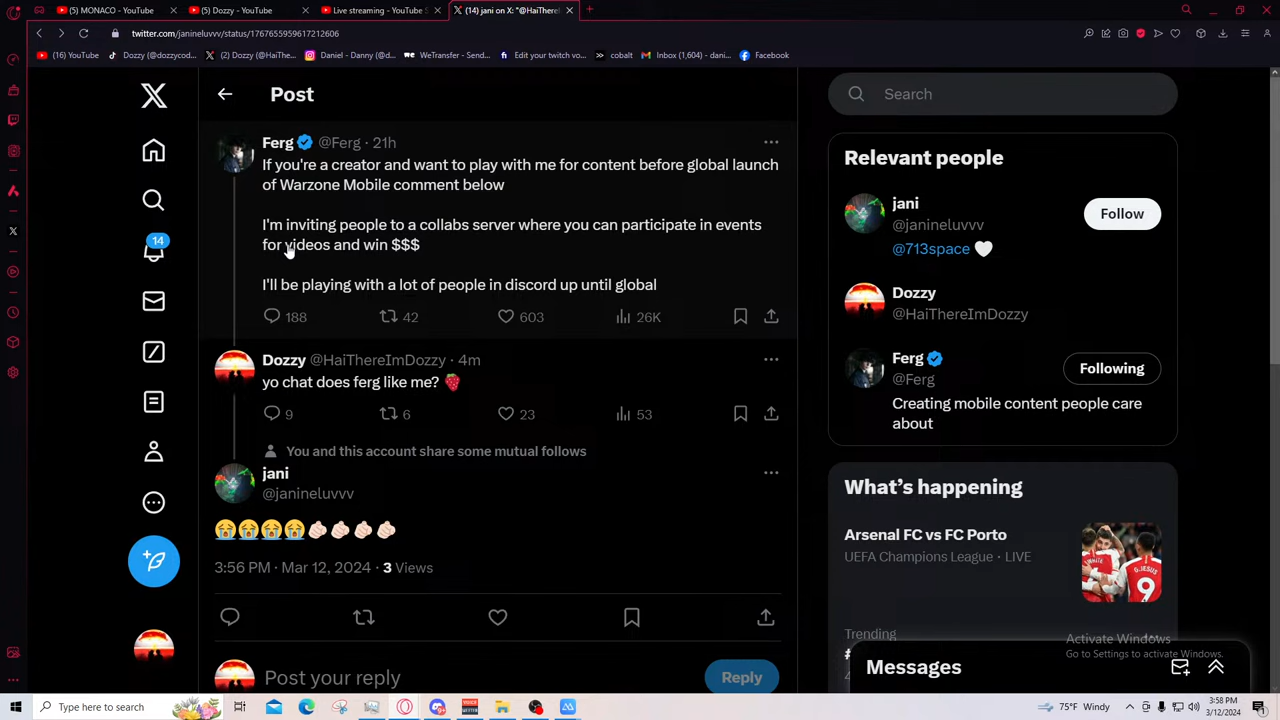 (5) MONACO - YouTube
(5) Dozzy - YouTube
Live streaming - YouTube S
(14) jani on X: "@HaiThere
twitter.com/janineluvvv/status/1767655959617212606
(16) YouTube
Dozzy (@dozzycod...
(2) Dozzy (@HaiThe...
Daniel - Danny (@d...
WeTransfer - Send...
Edit your twitch vo...
cobalt
Inbox (1,604) - dani...
Facebook
Post
Search
Ferg @Ferg · 21h
If you're a creator and want to play with me for content before global launch
of Warzone Mobile comment below
I'm inviting people to a collabs server where you can participate in events
for videos and win $$$
I'll be playing with a lot of people in discord up until global
188 42 603 26K
14
Dozzy @HaiThereImDozzy · 4m
yo chat does ferg like me? 🍓
9 6 23 53
You and this account share some mutual follows
jani
@janineluvvv
😭😭😭😭🫵🏻🫵🏻🫵🏻🫵🏻
3:56 PM · Mar 12, 2024 · 3 Views
Post your reply
Reply
Relevant people
jani
@janineluvvv
Follow
@713space 🤍
Dozzy
@HaiThereImDozzy
Ferg
@Ferg
Following
Creating mobile content people care
about
What's happening
Arsenal FC vs FC Porto
UEFA Champions League · LIVE
Trending
Activate Windows
Go to Settings to activate Windows.
Messages
Type here to search
75°F Windy
3:58 PM
3/12/2024